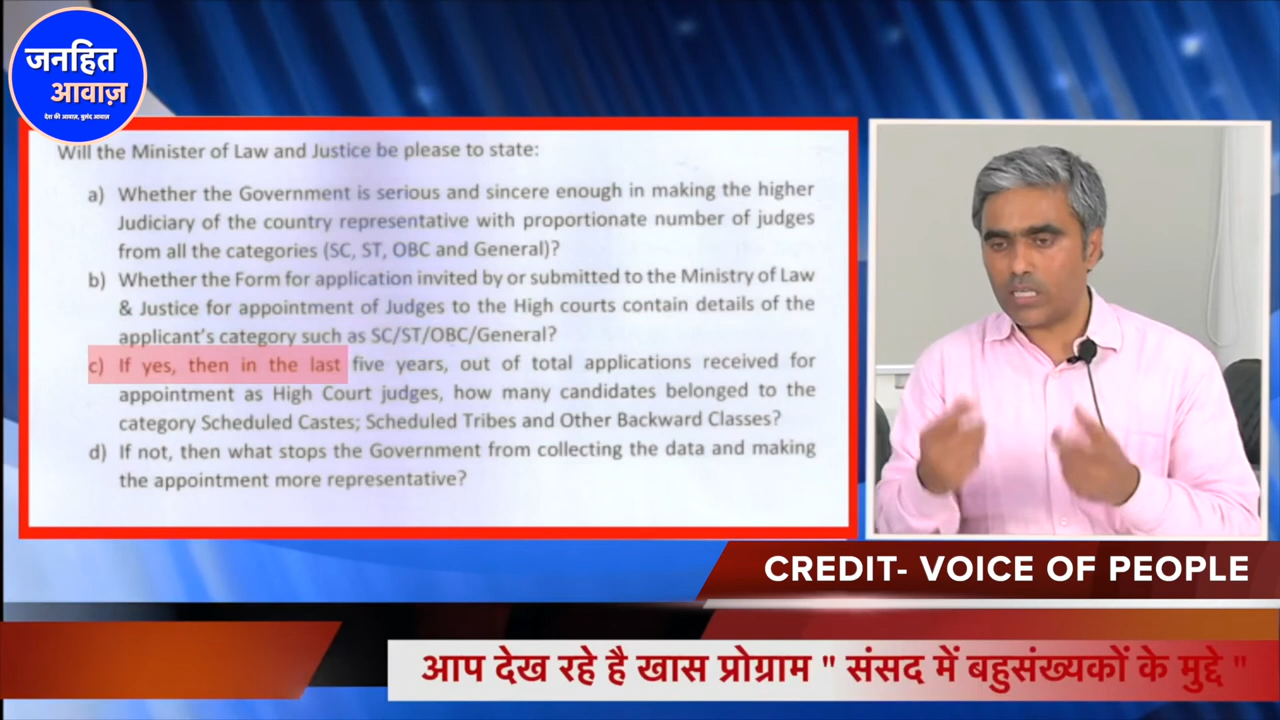 जनहित
आवाज़
देश की आवाज़, बुलंद आवाज़
Will the Minister of Law and Justice be please to state:
a) Whether the Government is serious and sincere enough in making the higher
Judiciary of the country representative with proportionate number of judges
from all the categories (SC, ST, OBC and General)?
b) Whether the Form for application invited by or submitted to the Ministry of Law
& Justice for appointment of Judges to the High courts contain details of the
applicant's category such as SC/ST/OBC/General?
c) If yes, then in the last five years, out of total applications received for
appointment as High Court judges, how many candidates belonged to the
category Scheduled Castes; Scheduled Tribes and Other Backward Classes?
d) If not, then what stops the Government from collecting the data and making
the appointment more representative?
CREDIT- VOICE OF PEOPLE
आप देख रहे है खास प्रोग्राम " संसद में बहुसंख्यकों के मुद्दे "